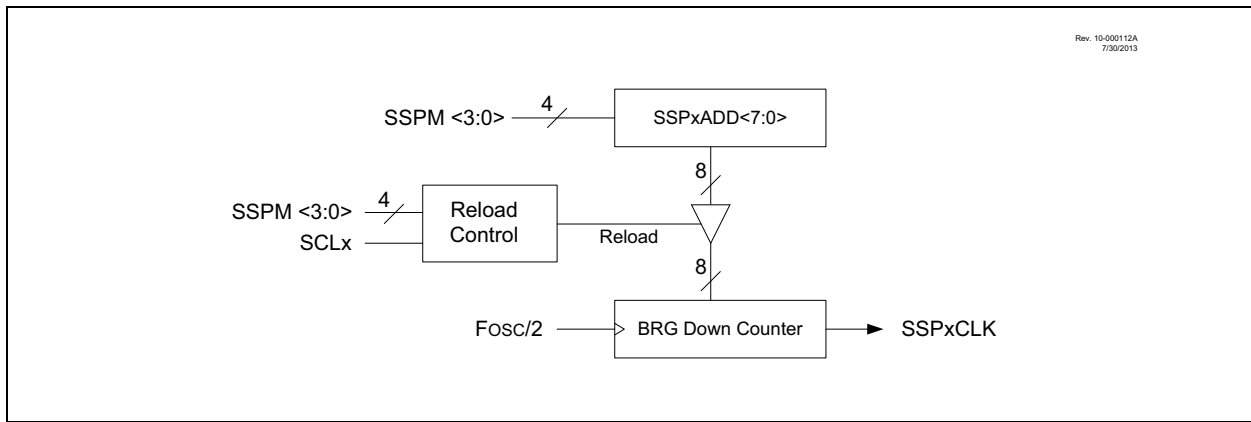 Rev. 10-000112A
7/30/2013
SSPM <3:0>
4
SSPxADD<7:0>
8
SSPM <3:0>
4
SCLx
Reload
Control
Reload
8
FOSC/2
BRG Down Counter
SSPxCLK